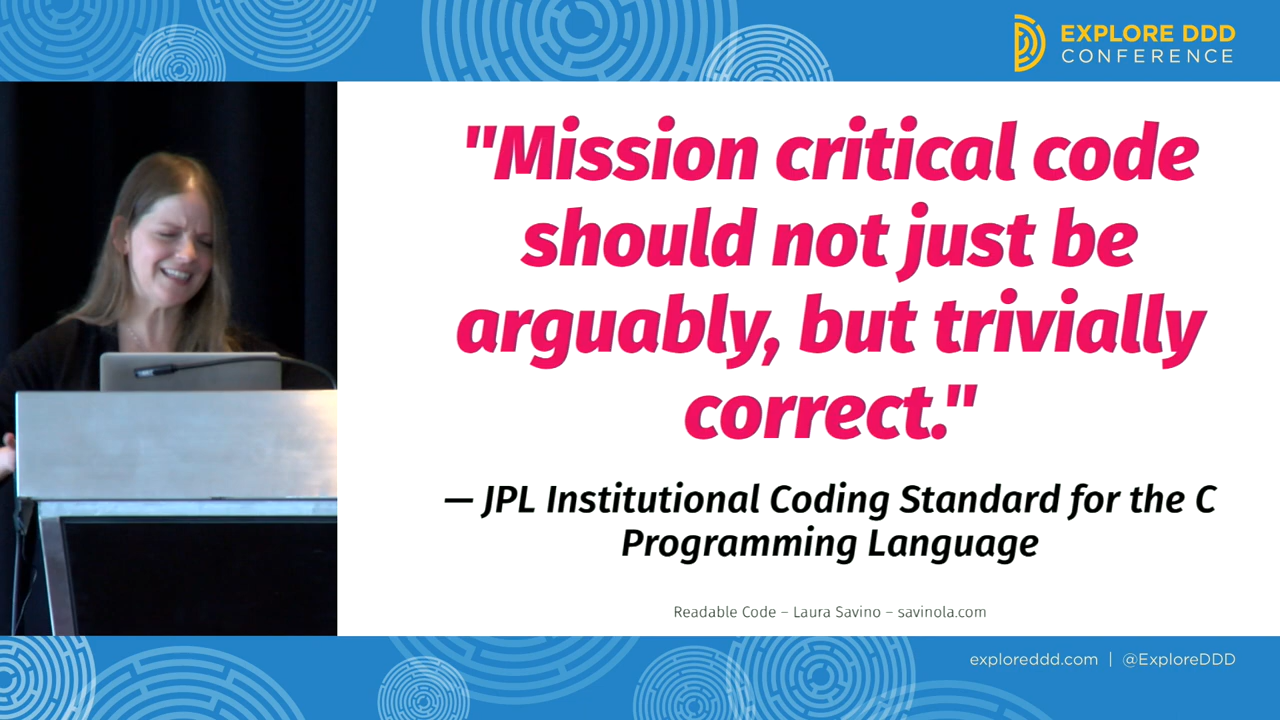 EXPLORE DDD
CONFERENCE
"Mission critical code
should not just be
arguably, but trivially
correct."
— JPL Institutional Coding Standard for the C
Programming Language
Readable Code – Laura Savino – savinola.com
exploreddd.com | @ExploreDDD